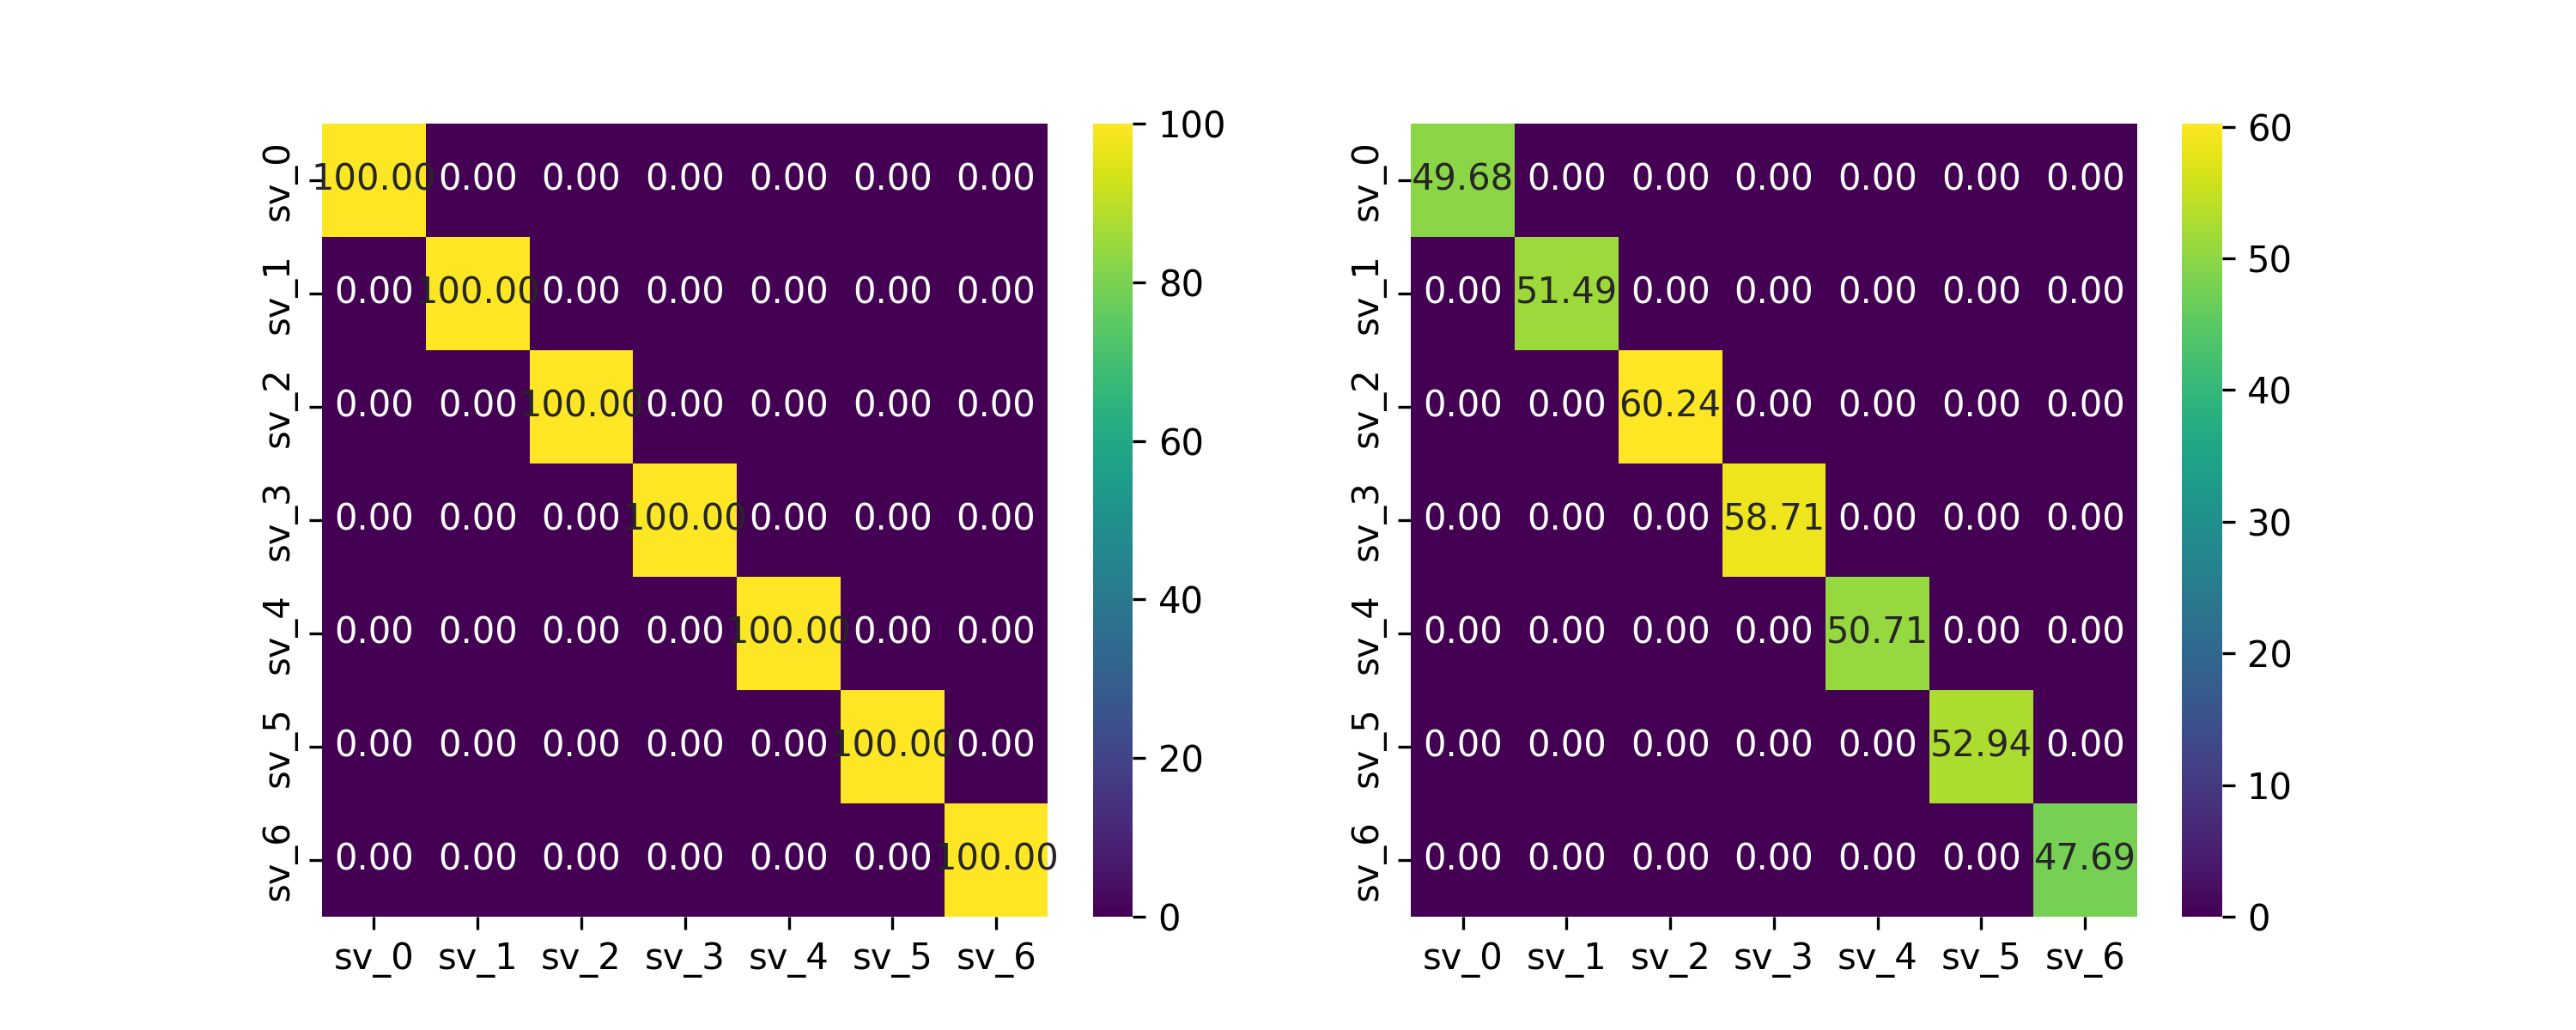 100
60
sv_0 100.00 0.00 0.00 0.00 0.00 0.00 0.00
sv_0 49.68 0.00 0.00 0.00 0.00 0.00 0.00
50
sv_1 0.00 100.00 0.00 0.00 0.00 0.00 0.00
80
sv_1 0.00 51.49 0.00 0.00 0.00 0.00 0.00
sv_2 0.00 0.00 100.00 0.00 0.00 0.00 0.00
60
sv_2 0.00 0.00 60.24 0.00 0.00 0.00 0.00
40
sv_3 0.00 0.00 0.00 100.00 0.00 0.00 0.00
sv_3 0.00 0.00 0.00 58.71 0.00 0.00 0.00
30
sv_4 0.00 0.00 0.00 0.00 100.00 0.00 0.00
40
sv_4 0.00 0.00 0.00 0.00 50.71 0.00 0.00
20
sv_5 0.00 0.00 0.00 0.00 0.00 100.00 0.00
20
sv_5 0.00 0.00 0.00 0.00 0.00 52.94 0.00
10
sv_6 0.00 0.00 0.00 0.00 0.00 0.00 100.00
0
sv_6 0.00 0.00 0.00 0.00 0.00 0.00 47.69
0
sv_0 sv_1 sv_2 sv_3 sv_4 sv_5 sv_6
sv_0 sv_1 sv_2 sv_3 sv_4 sv_5 sv_6